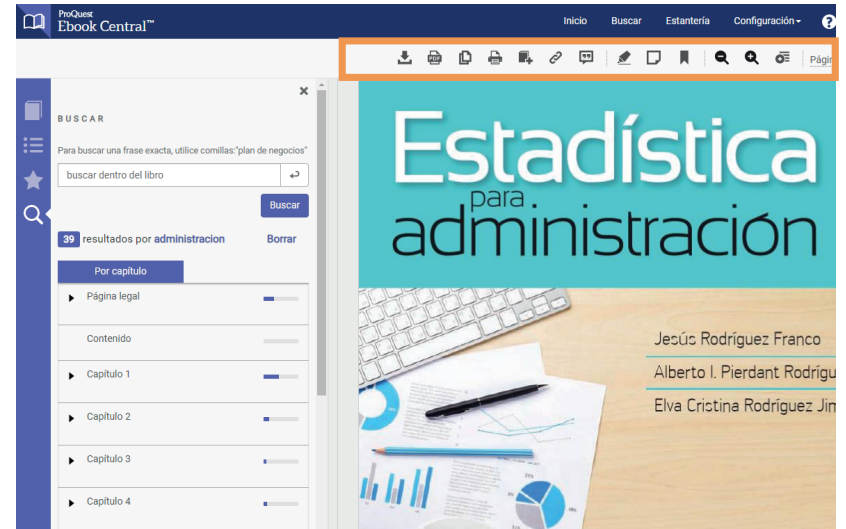 ProQuest
Ebook Central™
Inicio Buscar Estantería Configuración
PDF
BUSCAR
Para buscar una frase exacta, utilice comillas:"plan de negocios"
buscar dentro del libro
Buscar
39 resultados por administracion Borrar
Por capítulo
Página legal
Contenido
Capítulo 1
Capítulo 2
Capítulo 3
Capítulo 4
Estadística
para
administración
Jesús Rodríguez Franco
Alberto I. Pierdant Rodrígu
Elva Cristina Rodríguez Jim